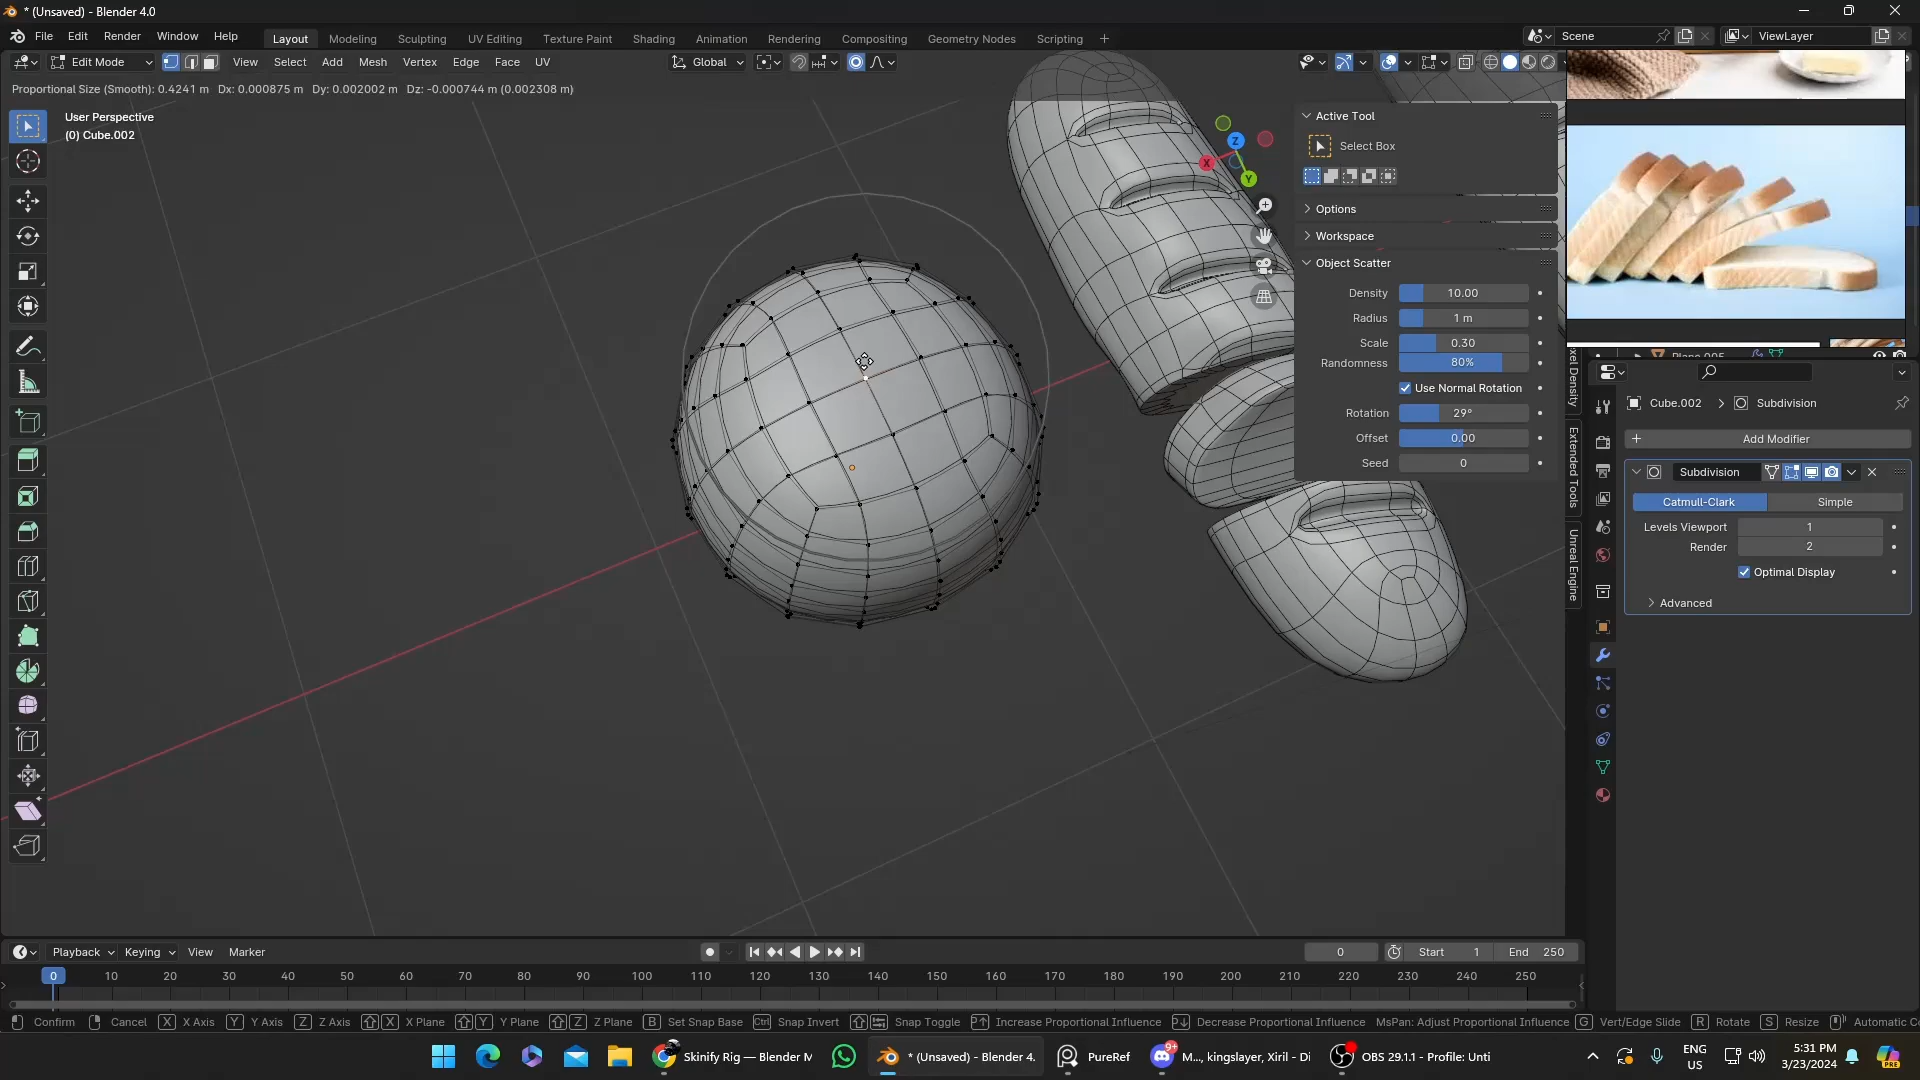 * (Unsaved) - Blender 4.0
File Edit Render Window Help
Layout Modeling Sculpting UV Editing Texture Paint Shading Animation Rendering Compositing Geometry Nodes Scripting +
Scene
ViewLayer
Edit Mode View Select Add Mesh Vertex Edge Face UV
Global
Proportional Size (Smooth): 0.4241 m Dx: 0.000875 m Dy: 0.002002 m Dz: -0.000744 m (0.002308 m)
User Perspective
(0) Cube.002
X
Y
Z
Active Tool
Select Box
Options
Workspace
Object Scatter
Density 10.00
Radius 1 m
Scale 0.30
Randomness 80%
Use Normal Rotation
Rotation 29°
Offset 0.00
Seed 0
Extended Tools
Unreal Engine
Cube.002 > Subdivision
Add Modifier
Subdivision
Catmull-Clark Simple
Levels Viewport 1
Render 2
Optimal Display
Advanced
Playback Keying View Marker
0 Start 1 End 250
0 10 20 30 40 50 60 70 80 90 100 110 120 130 140 150 160 170 180 190 200 210 220 230 240 250
Confirm Cancel X X Axis Y Y Axis Z Z Axis X X Plane Y Y Plane Z Z Plane B Set Snap Base Ctrl Snap Invert Snap Toggle Increase Proportional Influence Decrease Proportional Influence MsPan: Adjust Proportional Influence G Vert/Edge Slide R Rotate S Resize Automatic
Skinify Rig — Blender
* (Unsaved) - Blender 4.
PureRef
9+
M..., kingslayer, Xiril - Di
OBS 29.1.1 - Profile: Unti
ENG
US
5:31 PM
3/23/2024
PRE